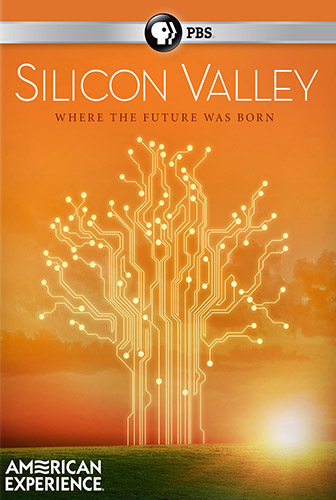 PBS.
SILICON VALLEY
WHERE THE FUTURE WAS BORN
AMERICAN
EXPERIENCE.